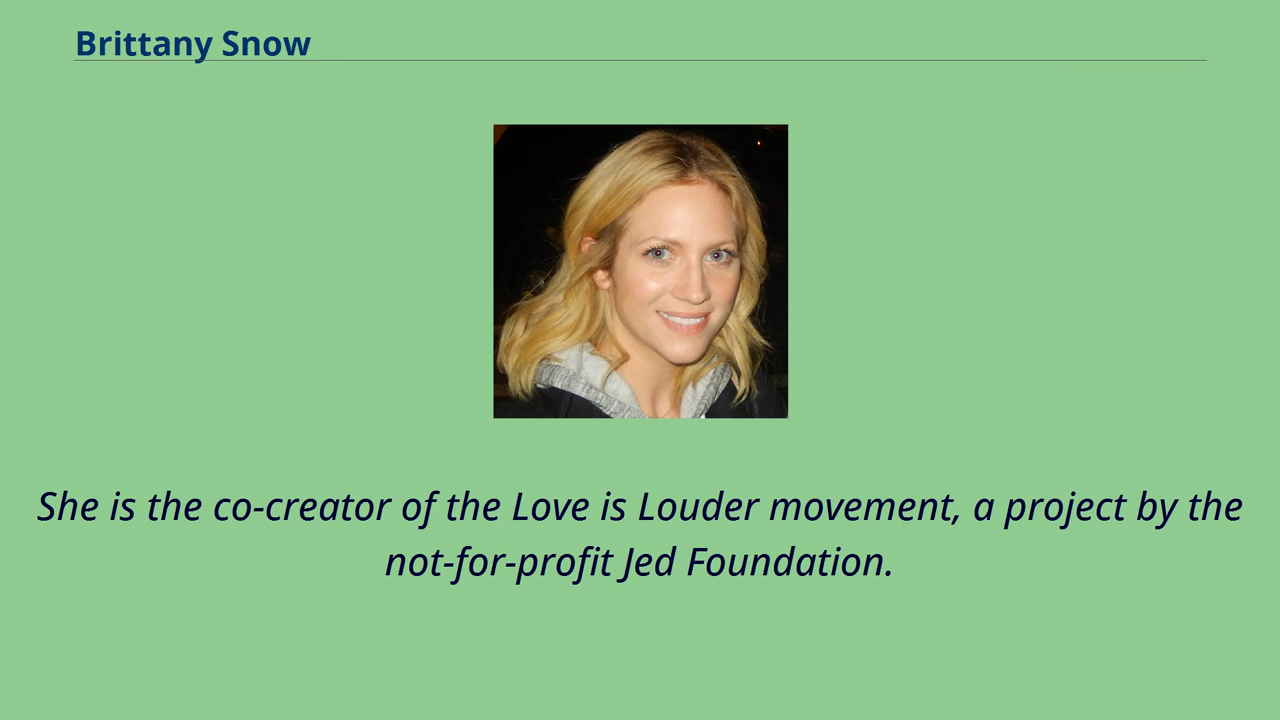 Brittany Snow
She is the co-creator of the Love is Louder movement, a project by the
not-for-profit Jed Foundation.